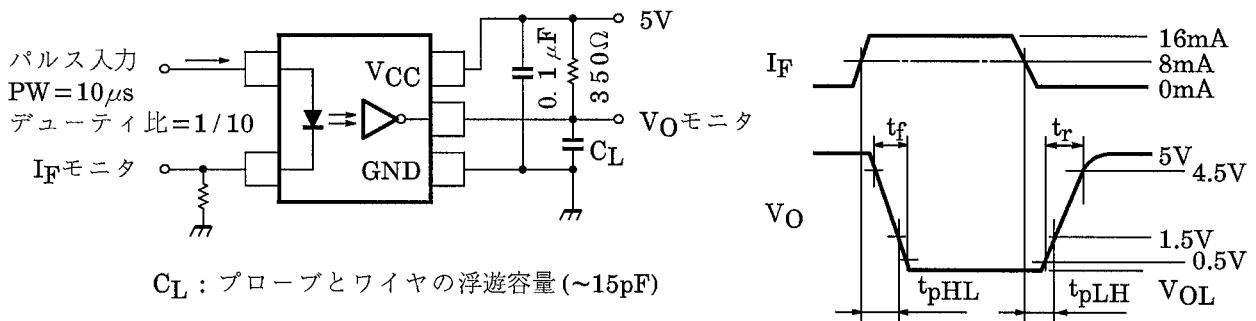 パルス入力
PW=10μs
デューティ比=1/10
IFモニタ
VCC
GND
0.1μF
350Ω
5V
VOモニタ
CL
CL:プローブとワイヤの浮遊容量(~15pF)
IF
16mA
8mA
0mA
tf
tr
5V
4.5V
VO
1.5V
0.5V
tpHL
tpLH
VOL